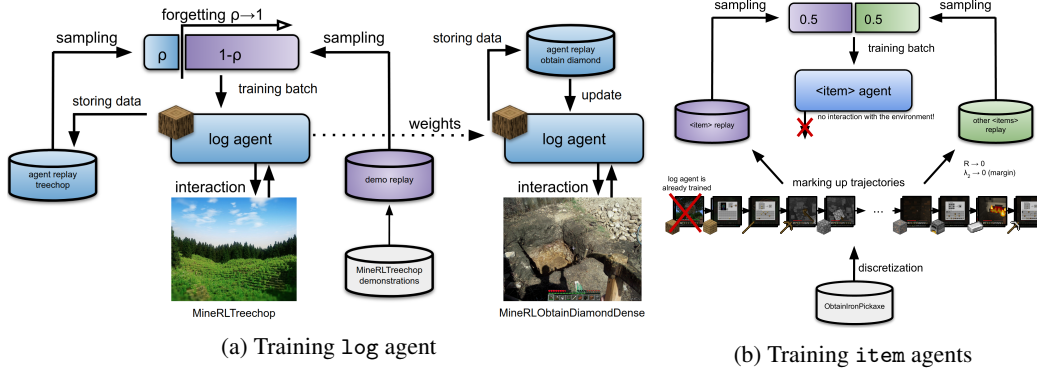 forgetting ρ→1
sampling
ρ
1-ρ
sampling
training batch
storing data
log agent
agent replay
treechop
interaction
MineRLTreechop
weights
demo replay
MineRLTreechop
demonstrations
storing data
agent replay
obtain diamond
update
log agent
interaction
MineRLObtainDiamondDense
(a) Training log agent
sampling
0.5
0.5
sampling
training batch
<item> agent
no interaction with the environment!
<item> replay
other <items>
replay
R → 0
λ₂ → 0 (margin)
log agent is
already trained
marking up trajectories
...
discretization
ObtainIronPickaxe
(b) Training item agents